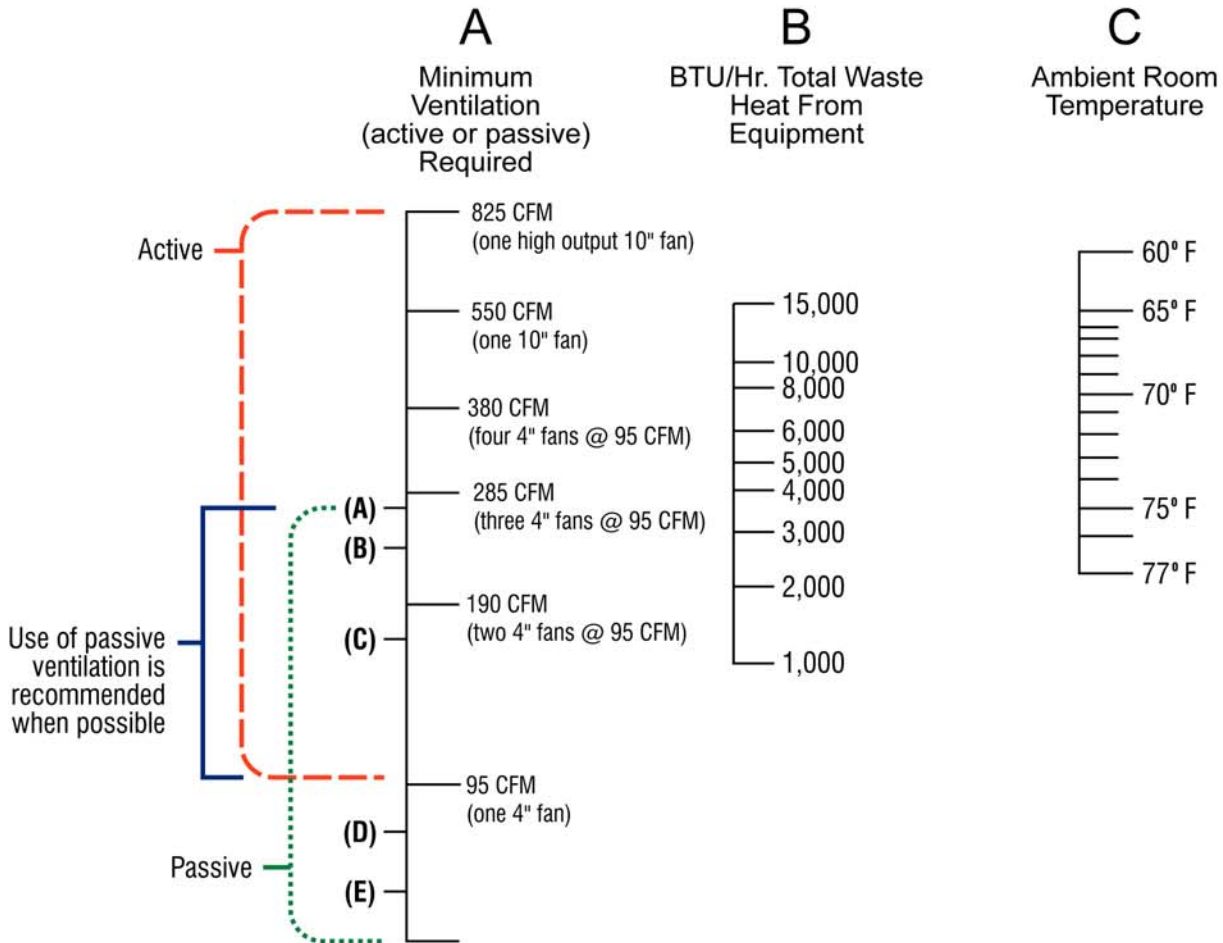 A
Minimum
Ventilation
(active or passive)
Required
B
BTU/Hr. Total Waste
Heat From
Equipment
C
Ambient Room
Temperature
Active
Use of passive
ventilation is
recommended
when possible
Passive
825 CFM
(one high output 10" fan)
550 CFM
(one 10" fan)
380 CFM
(four 4" fans @ 95 CFM)
285 CFM
(three 4" fans @ 95 CFM)
(A)
(B)
190 CFM
(two 4" fans @ 95 CFM)
(C)
95 CFM
(one 4" fan)
(D)
(E)
15,000
10,000
8,000
6,000
5,000
4,000
3,000
2,000
1,000
60° F
65° F
70° F
75° F
77° F